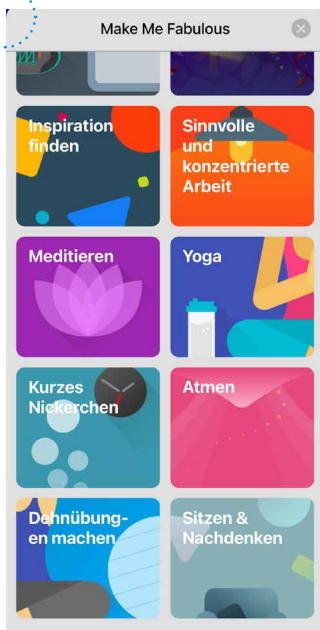 Make Me Fabulous
Inspiration
finden
Sinnvolle
und
konzentrierte
Arbeit
Meditieren
Yoga
Kurzes
Nickerchen
Atmen
Dehnübung-
en machen
Sitzen &
Nachdenken